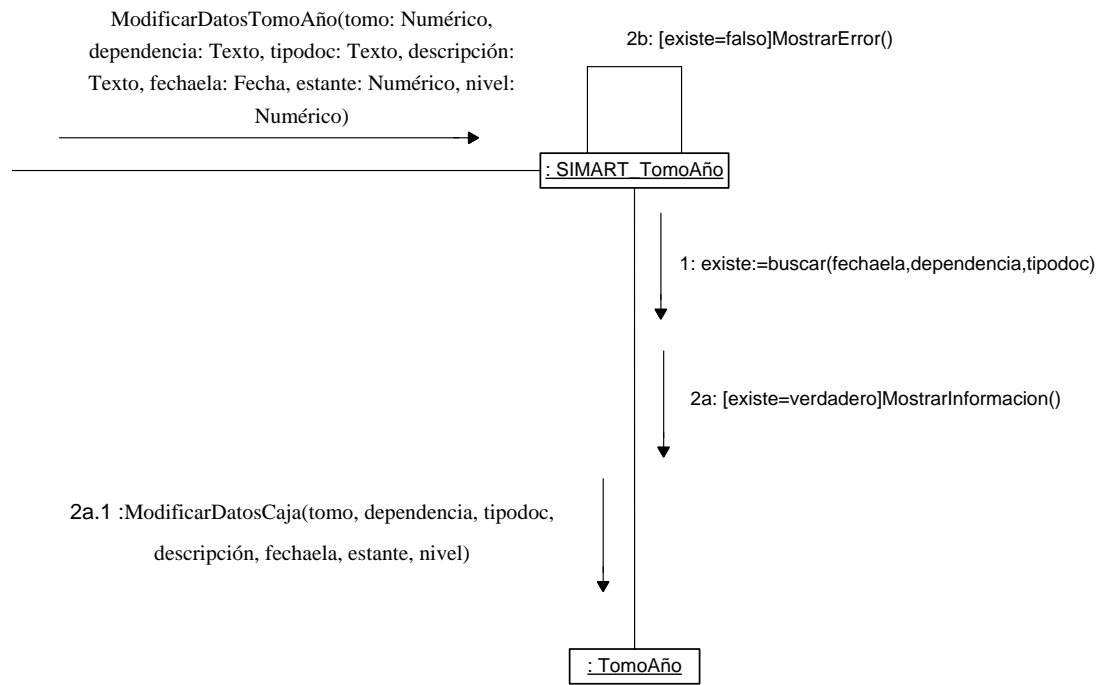 ModificarDatosTomoAño(tomo: Numérico,
dependencia: Texto, tipodoc: Texto, descripción:
Texto, fechaela: Fecha, estante: Numérico, nivel:
Numérico)
2b: [existe=falso]MostrarError()
: SIMART_TomoAño
1: existe:=buscar(fechaela,dependencia,tipodoc)
2a: [existe=verdadero]MostrarInformacion()
2a.1 :ModificarDatosCaja(tomo, dependencia, tipodoc,
descripción, fechaela, estante, nivel)
: TomoAño